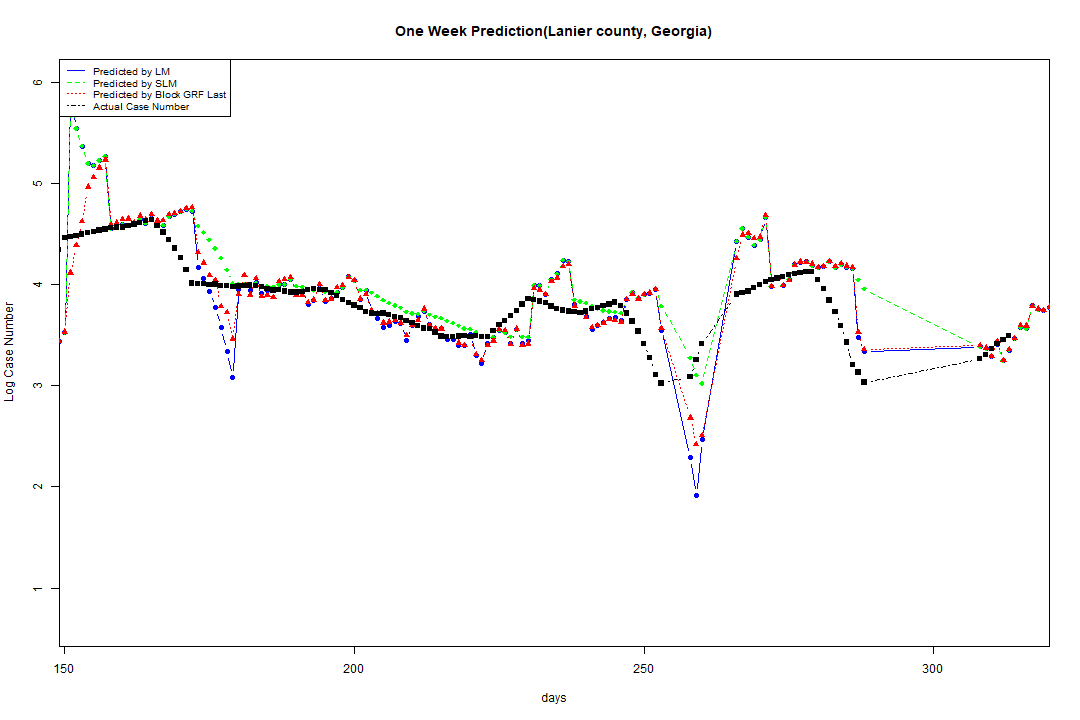 One Week Prediction(Lanier county, Georgia)
Predicted by LM
Predicted by SLM
Predicted by Block GRF Last
Actual Case Number
6
5
4
3
2
1
Log Case Number
150
200
250
300
days